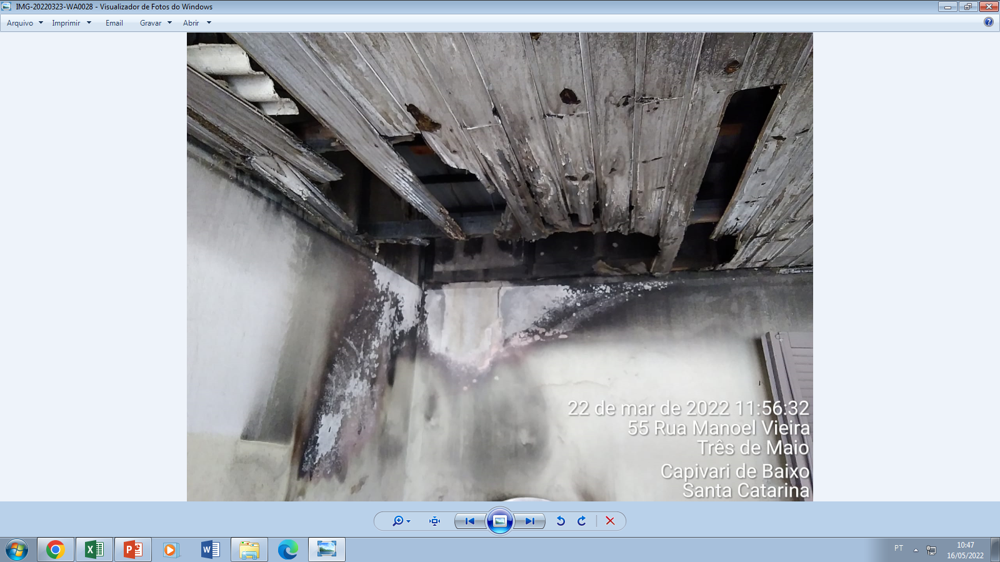 IMG-20220323-WA0028 - Visualizador de Fotos do Windows
Arquivo Imprimir Email Gravar Abrir
22 de mar de 2022 11:56:32
55 Rua Manoel Vieira
Três de Maio
Capivari de Baixo
Santa Catarina
PT 10:47
16/05/2022